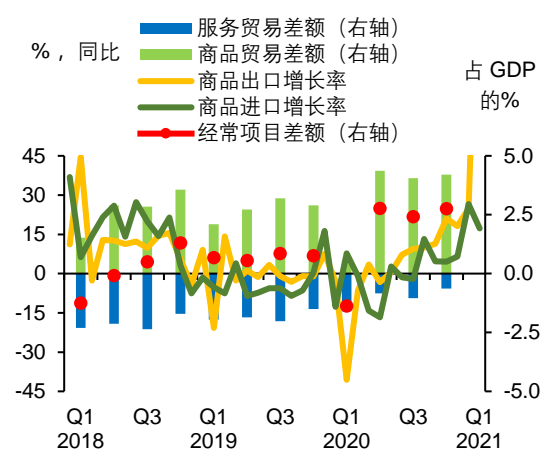 服务贸易差额（右轴）
%，同比
商品贸易差额（右轴）
商品出口增长率
占 GDP
的%
商品进口增长率
经常项目差额（右轴）
45 5.0
30 2.5
15
0 0.0
-15
-2.5
-30
-45 -5.0
Q1 Q3 Q1 Q3 Q1 Q3 Q1
2018 2019 2020 2021